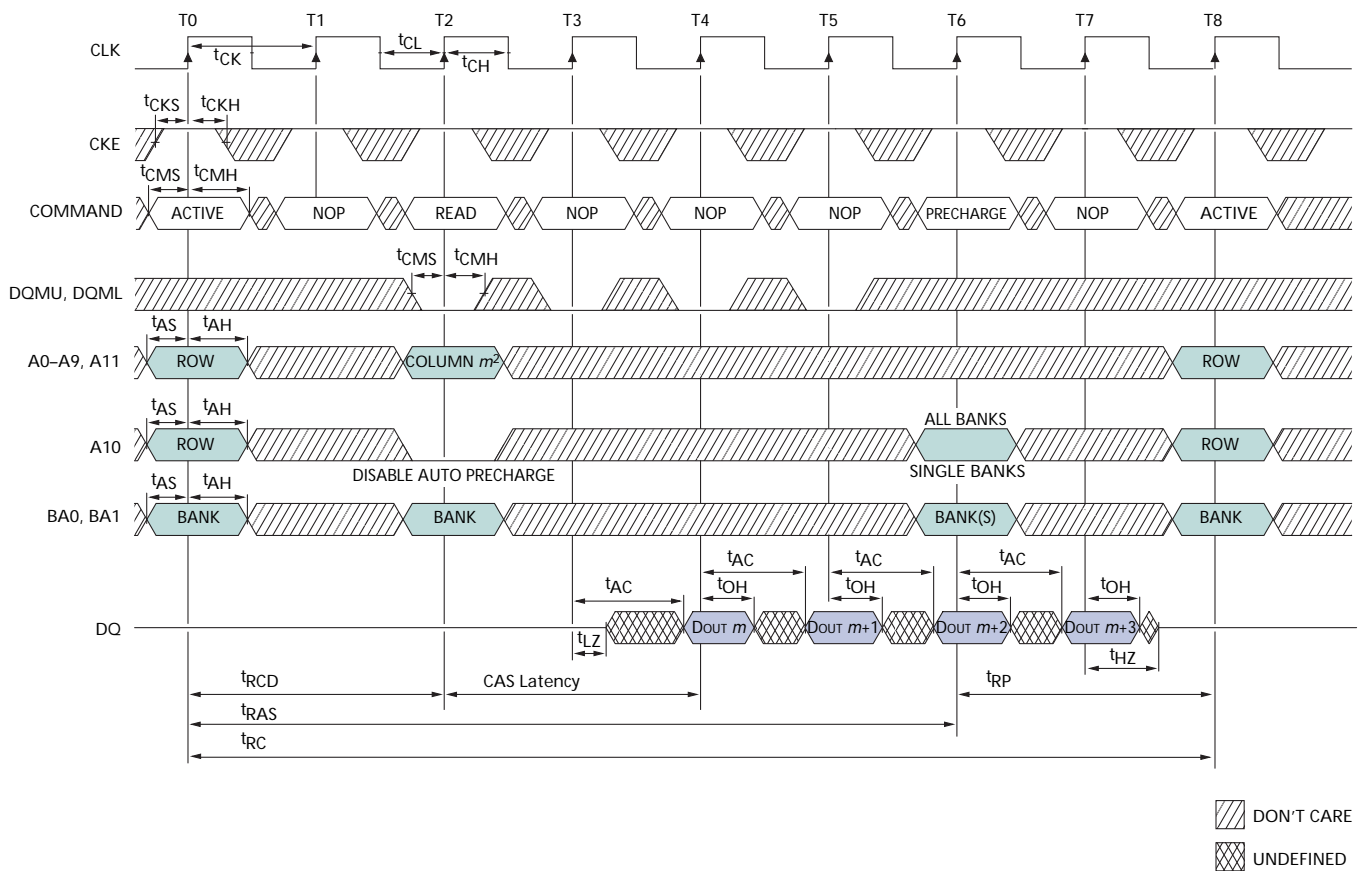 T0 T1 T2 T3 T4 T5 T6 T7 T8
CLK
tCK tCL tCH
tCKS tCKH
CKE
tCMS tCMH
COMMAND ACTIVE NOP READ NOP NOP NOP PRECHARGE NOP ACTIVE
tCMS tCMH
DQMU, DQML
tAS tAH
A0–A9, A11 ROW COLUMN m2 ROW
tAS tAH ALL BANKS
A10 ROW ROW
DISABLE AUTO PRECHARGE SINGLE BANKS
tAS tAH
BA0, BA1 BANK BANK BANK(S) BANK
tAC tAC tAC tAC
tOH tOH tOH tOH
DQ DOUT m DOUT m+1 DOUT m+2 DOUT m+3
tLZ tHZ
tRCD CAS Latency tRP
tRAS
tRC
DON'T CARE
UNDEFINED